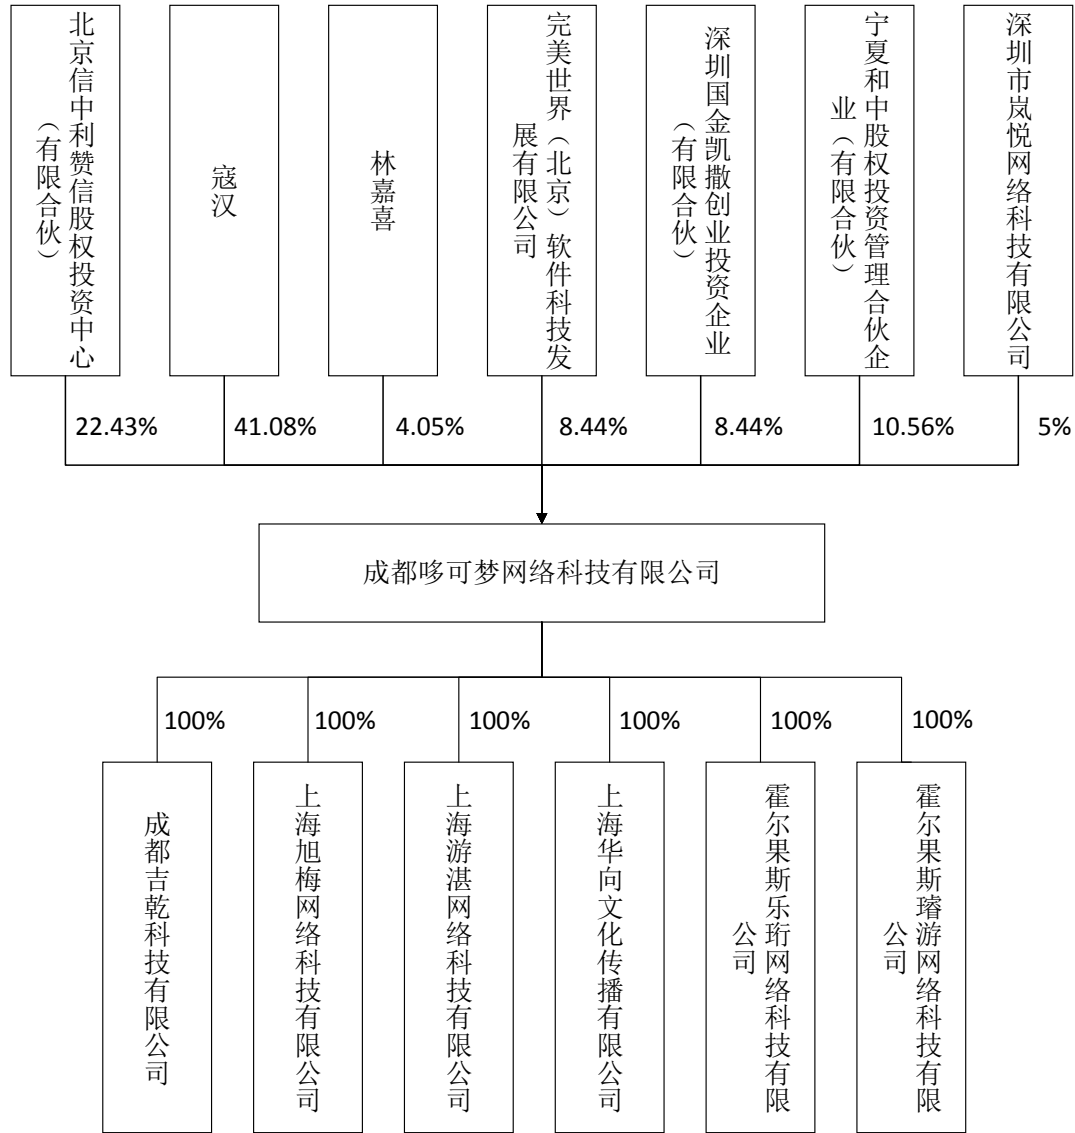 北京信中利赞信股权投资中心
（有限合伙）
寇汉
林嘉喜
完美世界（北京）软件科技发
展有限公司
深圳国金凯撒创业投资企业
（有限合伙）
宁夏和中股权投资管理合伙企
业（有限合伙）
深圳市岚悦网络科技有限公司
22.43%
41.08%
4.05%
8.44%
8.44%
10.56%
5%
成都哆可梦网络科技有限公司
100%
100%
100%
100%
100%
100%
成都吉乾科技有限公司
上海旭梅网络科技有限公司
上海游湛网络科技有限公司
上海华向文化传播有限公司
霍尔果斯乐珩网络科技有限
公司
霍尔果斯璿游网络科技有限
公司